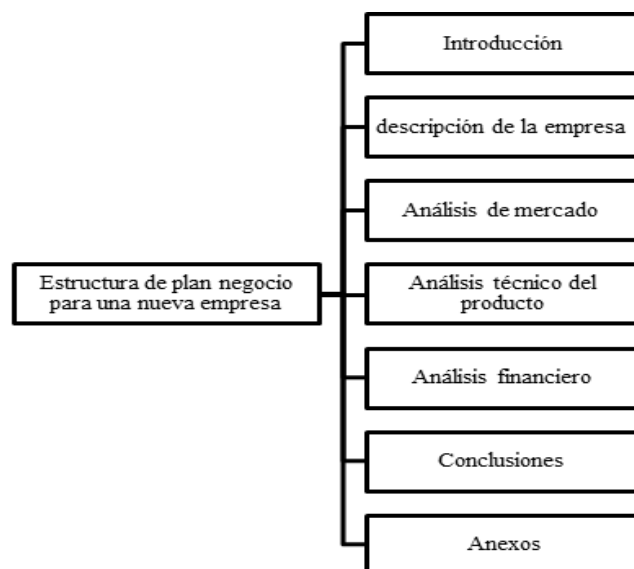 Introducción
descripción de la empresa
Análisis de mercado
Estructura de plan negocio
para una nueva empresa
Análisis técnico del
producto
Análisis financiero
Conclusiones
Anexos